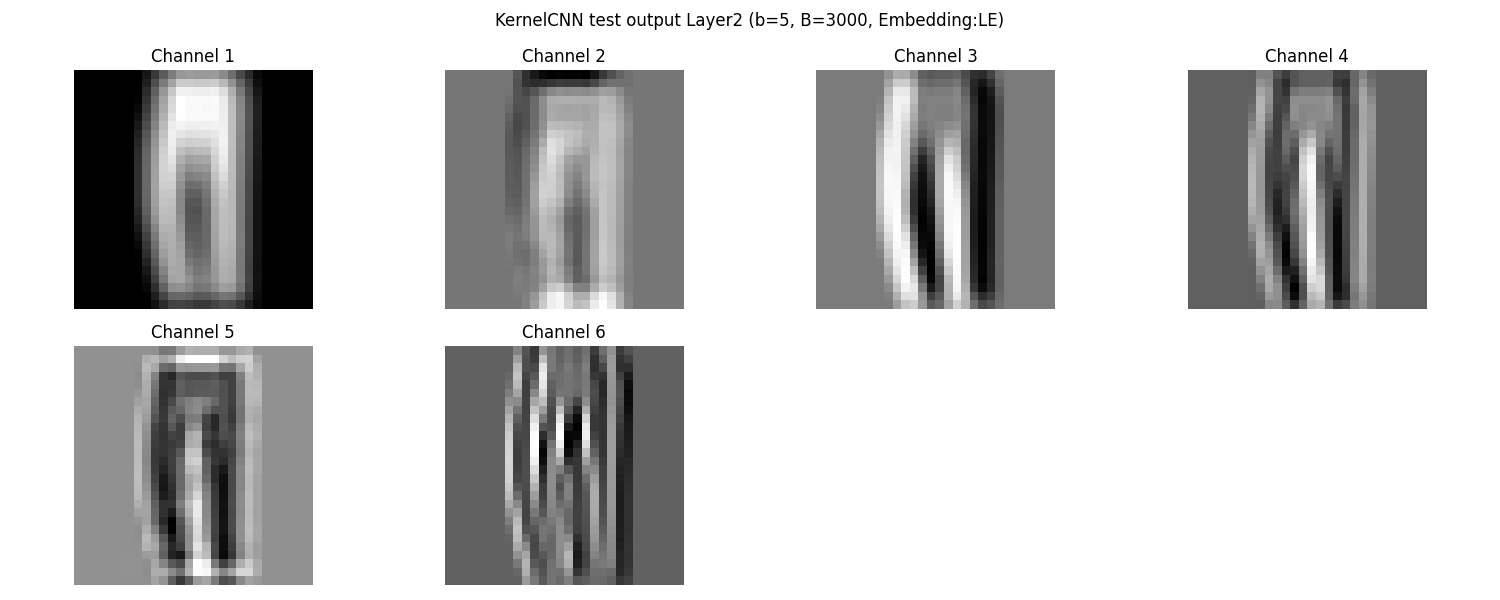 KernelCNN test output Layer2 (b=5, B=3000, Embedding:LE)
Channel 1
Channel 2
Channel 3
Channel 4
Channel 5
Channel 6